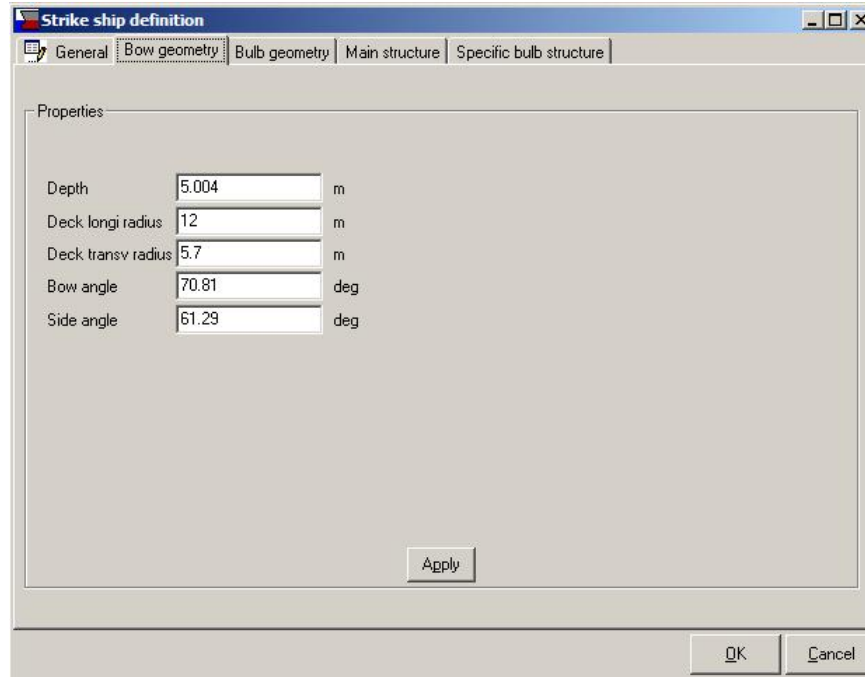 Strike ship definition
General Bow geometry Bulb geometry Main structure Specific bulb structure
Properties
Depth 5.004 m
Deck longi radius 12 m
Deck transv radius 5.7 m
Bow angle 70.81 deg
Side angle 61.29 deg
Apply
OK Cancel